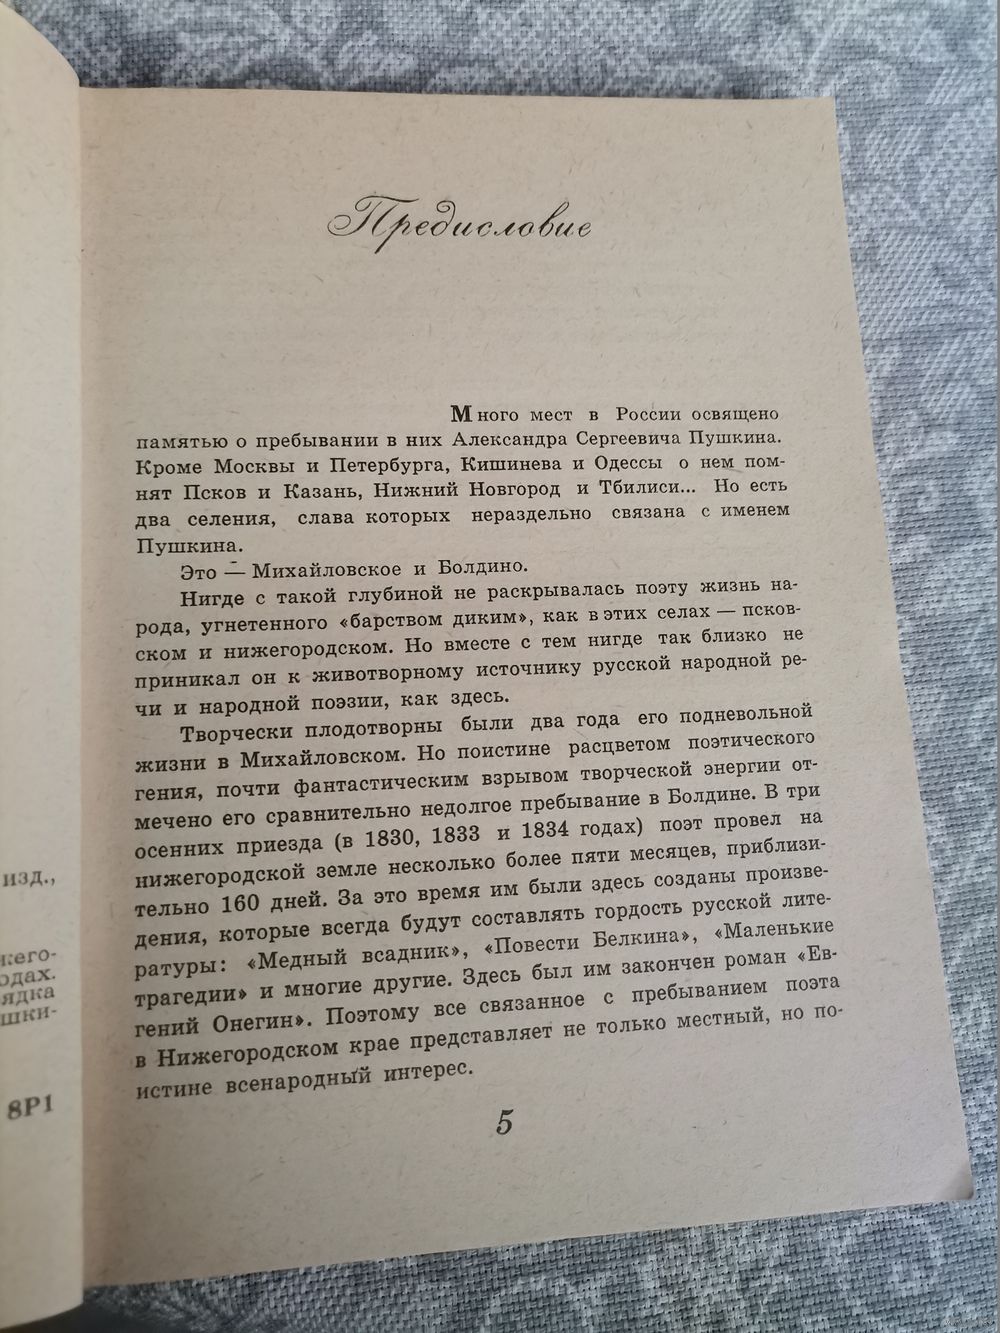 Предисловие
Много мест в России освящено
памятью о пребывании в них Александра Сергеевича Пушкина.
Кроме Москвы и Петербурга, Кишинева и Одессы о нем пом-
нят Псков и Казань, Нижний Новгород и Тбилиси... Но есть
два селения, слава которых нераздельно связана с именем
Пушкина.
Это — Михайловское и Болдино.
Нигде с такой глубиной не раскрывалась поэту жизнь на-
рода, угнетенного «барством диким», как в этих селах — псков-
ском и нижегородском. Но вместе с тем нигде так близко не
приникал он к животворному источнику русской народной ре-
чи и народной поэзии, как здесь.
Творчески плодотворны были два года его подневольной
жизни в Михайловском. Но поистине расцветом поэтического
гения, почти фантастическим взрывом творческой энергии от-
мечено его сравнительно недолгое пребывание в Болдине. В три
осенних приезда (в 1830, 1833 и 1834 годах) поэт провел на
нижегородской земле несколько более пяти месяцев, приблизи-
тельно 160 дней. За это время им были здесь созданы произве-
дения, которые всегда будут составлять гордость русской лите-
ратуры: «Медный всадник», «Повести Белкина», «Маленькие
трагедии» и многие другие. Здесь был им закончен роман «Ев-
гений Онегин». Поэтому все связанное с пребыванием поэта
в Нижегородском крае представляет не только местный, но по-
истине всенародный интерес.
5
изд.,
жего-
одах.
ядка
шки-
8Р1